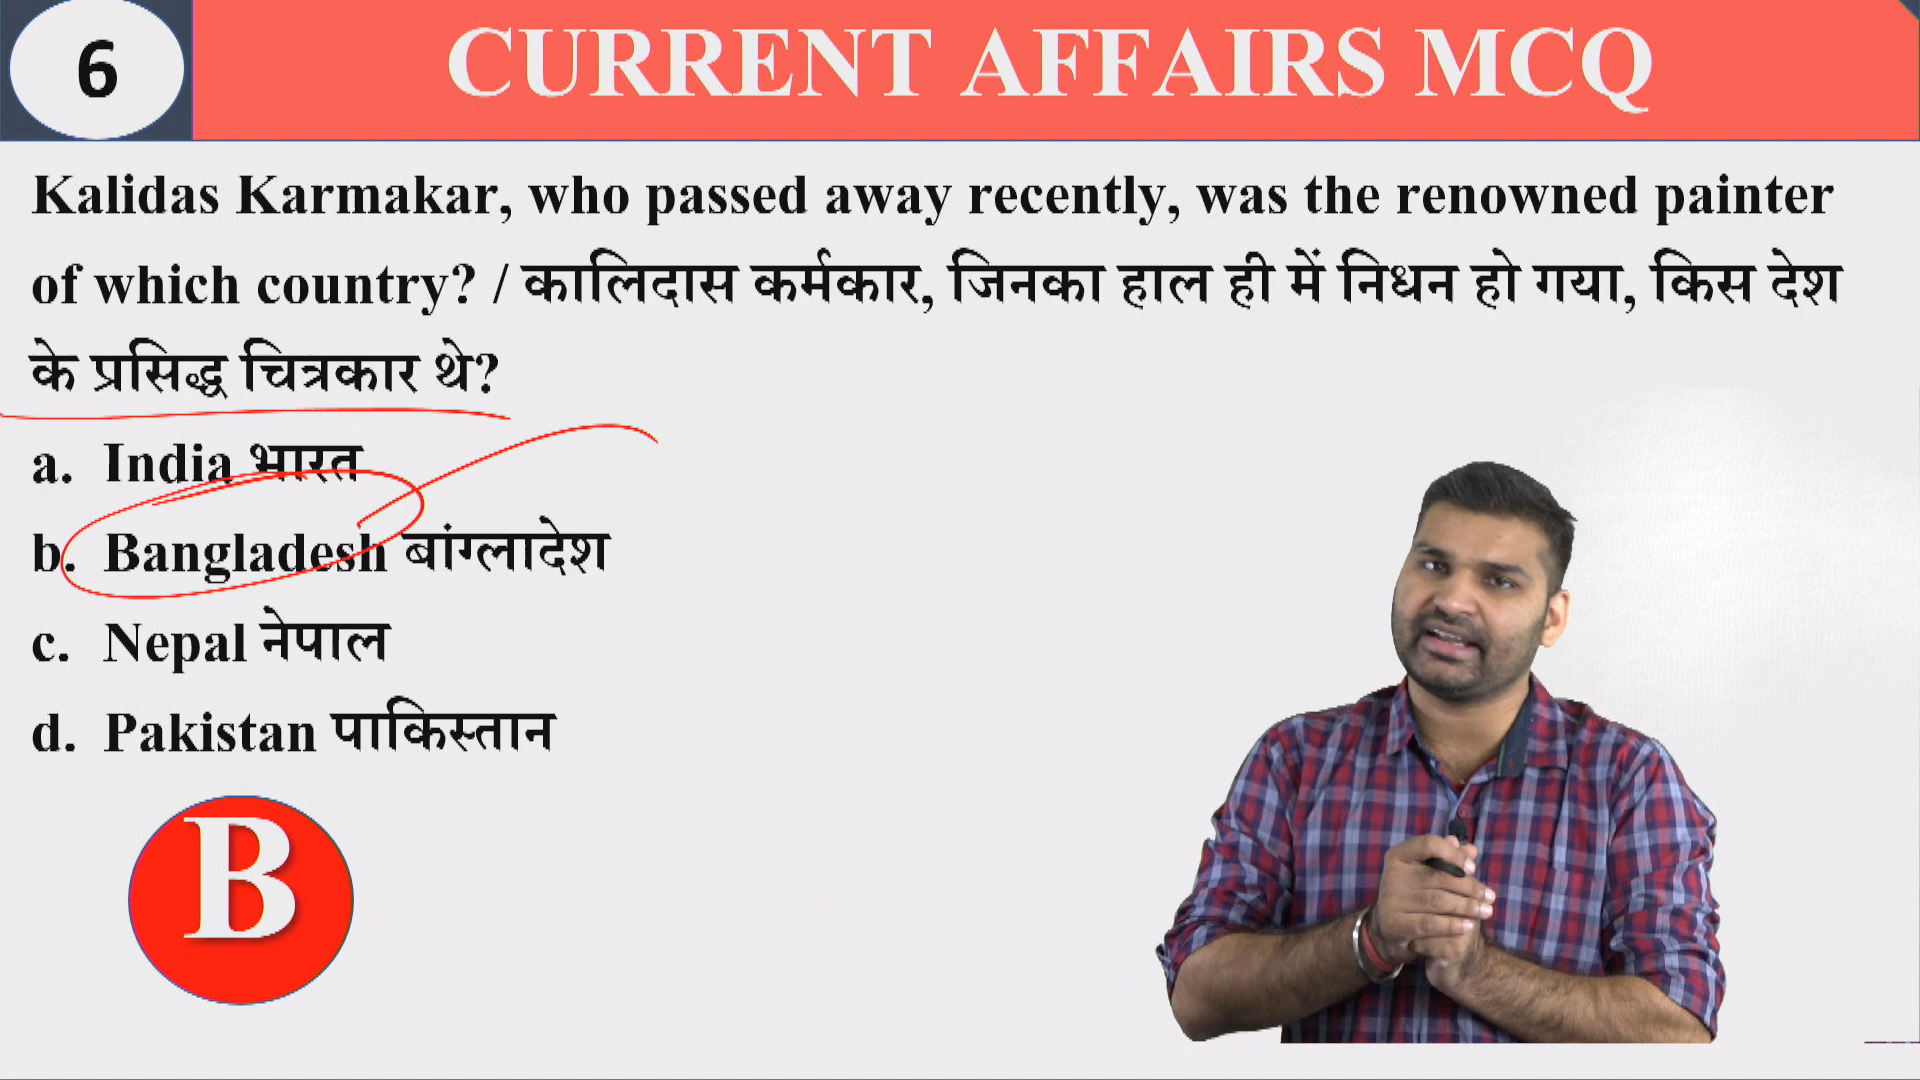 6
CURRENT AFFAIRS MCQ
Kalidas Karmakar, who passed away recently, was the renowned painter
of which country? / कालिदास कर्मकार, जिनका हाल ही में निधन हो गया, किस देश
के प्रसिद्ध चित्रकार थे?
a. India भारत
b. Bangladesh बांग्लादेश
c. Nepal नेपाल
d. Pakistan पाकिस्तान
B